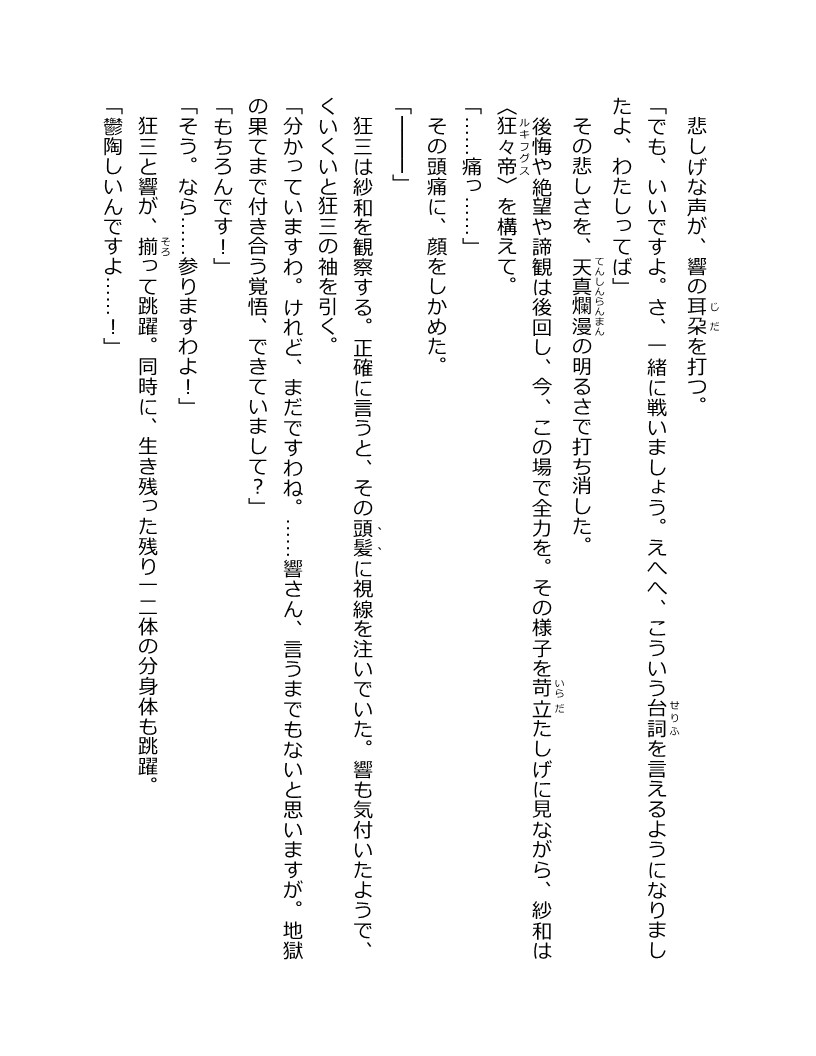 悲しげな声が、響の耳朶を打つ。
「でも、いいですよ。さ、一緒に戦いましょう。えへへ、こういう台詞を言えるようになりまし
たよ、わたしってば」
その悲しさを、天真爛漫の明るさで打ち消した。
後悔や絶望や諦観は後回し、今、この場で全力を。その様子を苛立たしげに見ながら、紗和は
〈狂々帝〉を構えて。
「……痛っ……」
その頭痛に、顔をしかめた。
「━━━」
狂三は紗和を観察する。正確に言うと、その頭髪に視線を注いでいた。響も気付いたようで、
くいくいと狂三の袖を引く。
「分かっていますわ。けれど、まだですわね。……響さん、言うまでもないと思いますが。地獄
の果てまで付き合う覚悟、できていまして？」
「もちろんです！」
「そう。なら……参りますわよ！」
狂三と響が、揃って跳躍。同時に、生き残った残り一二体の分身体も跳躍。
「鬱陶しいんですよ……！」